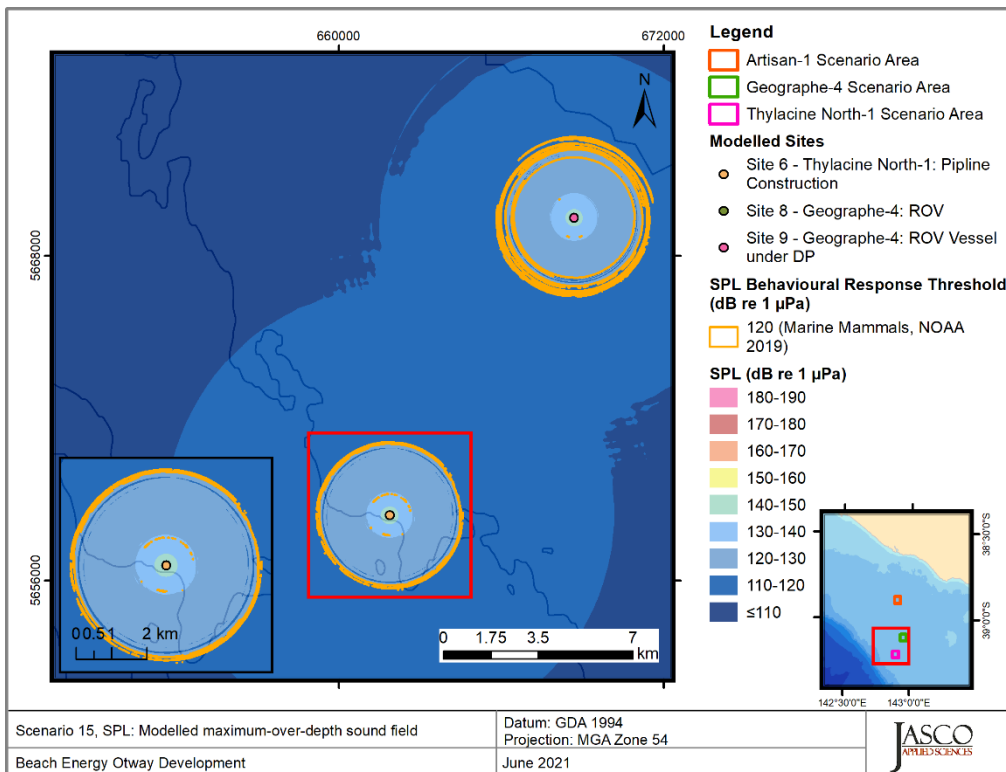 660000
672000
5668000
5656000
N
00.51 2 km
0 1.75 3.5 7
km
Legend
Artisan-1 Scenario Area
Geographe-4 Scenario Area
Thylacine North-1 Scenario Area
Modelled Sites
Site 6 - Thylacine North-1: Pipline
Construction
Site 8 - Geographe-4: ROV
Site 9 - Geographe-4: ROV Vessel
under DP
SPL Behavioural Response Threshold
(dB re 1 µPa)
120 (Marine Mammals, NOAA
2019)
SPL (dB re 1 µPa)
180-190
170-180
160-170
150-160
140-150
130-140
120-130
110-120
≤110
38°30'0"S
39°0'0"S
142°30'0"E
143°0'0"E
Scenario 15, SPL: Modelled maximum-over-depth sound field
Datum: GDA 1994
Projection: MGA Zone 54
Beach Energy Otway Development
June 2021
JASCO
APPLIED SCIENCES